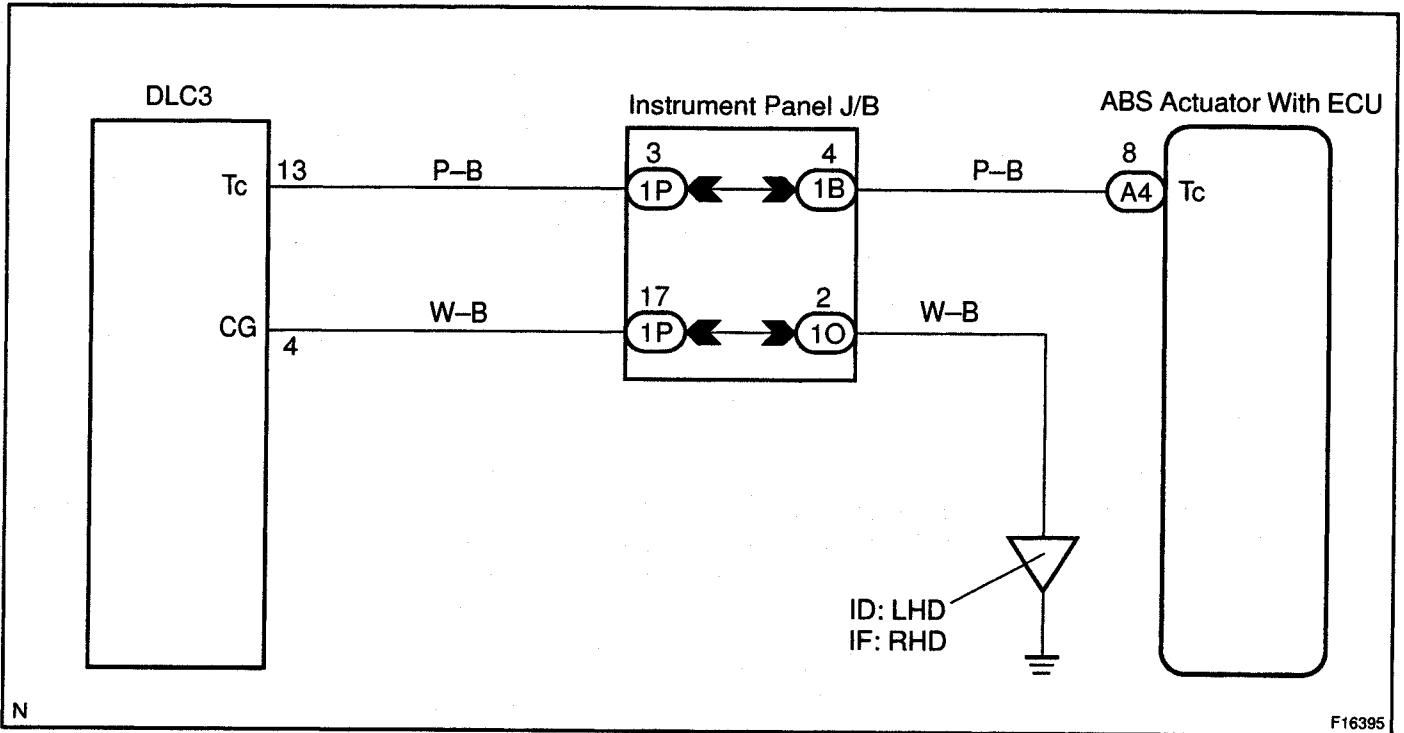 DLC3
Instrument Panel J/B
ABS Actuator With ECU
Tc
13
P–B
3
1P
4
1B
P–B
8
A4
Tc
CG
4
W–B
17
1P
2
1O
W–B
ID: LHD
IF: RHD
N
F16395